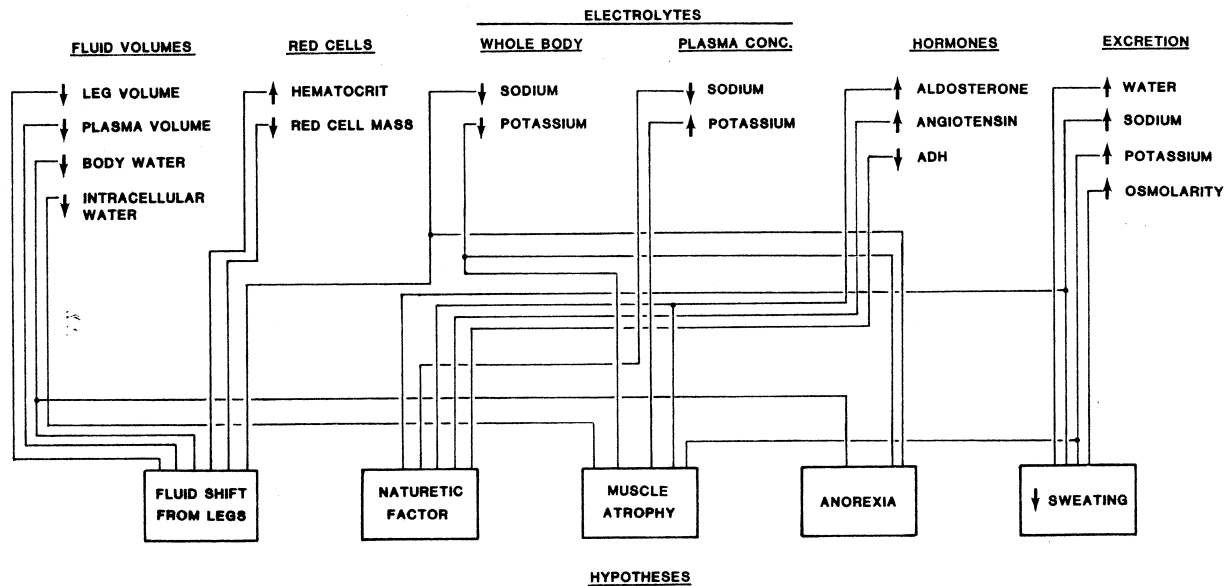 ELECTROLYTES
FLUID VOLUMES
RED CELLS
WHOLE BODY
PLASMA CONC.
HORMONES
EXCRETION
LEG VOLUME
PLASMA VOLUME
BODY WATER
INTRACELLULAR
WATER
HEMATOCRIT
RED CELL MASS
SODIUM
POTASSIUM
SODIUM
POTASSIUM
ALDOSTERONE
ANGIOTENSIN
ADH
WATER
SODIUM
POTASSIUM
OSMOLARITY
FLUID SHIFT
FROM LEGS
NATURETIC
FACTOR
MUSCLE
ATROPHY
ANOREXIA
SWEATING
HYPOTHESES